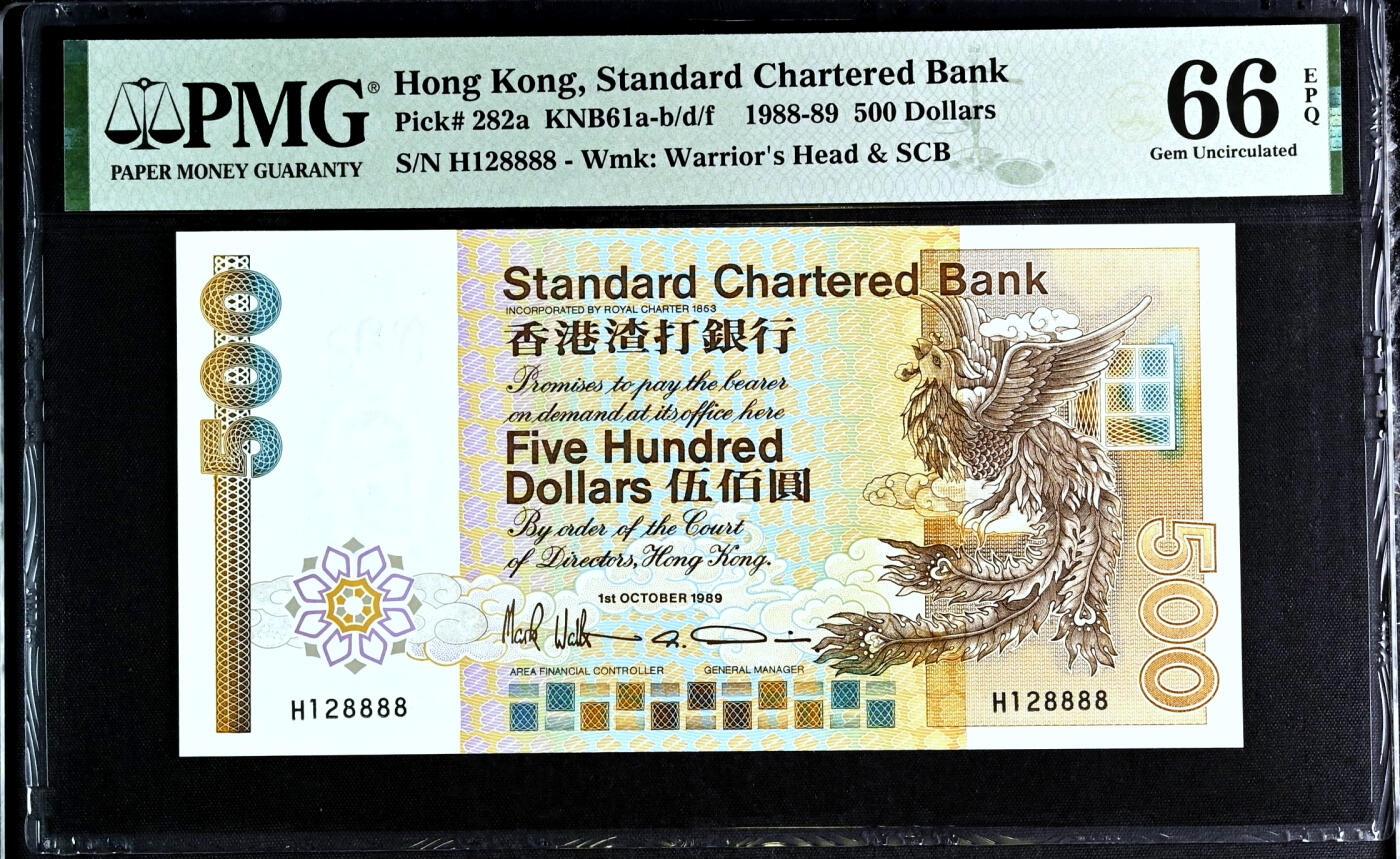 PMG®
PAPER MONEY GUARANTY
Hong Kong, Standard Chartered Bank
Pick# 282a KNB61a-b/d/f 1988-89 500 Dollars
S/N H128888 - Wmk: Warrior's Head & SCB
66
EPQ
Gem Uncirculated
500
Standard Chartered Bank
INCORPORATED BY ROYAL CHARTER 1853
香港渣打銀行
Promises to pay the bearer
on demand at its office here
Five Hundred
Dollars 伍佰圓
By order of the Court
of Directors, Hong Kong.
1st OCTOBER 1989
AREA FINANCIAL CONTROLLER GENERAL MANAGER
H128888
H128888
500